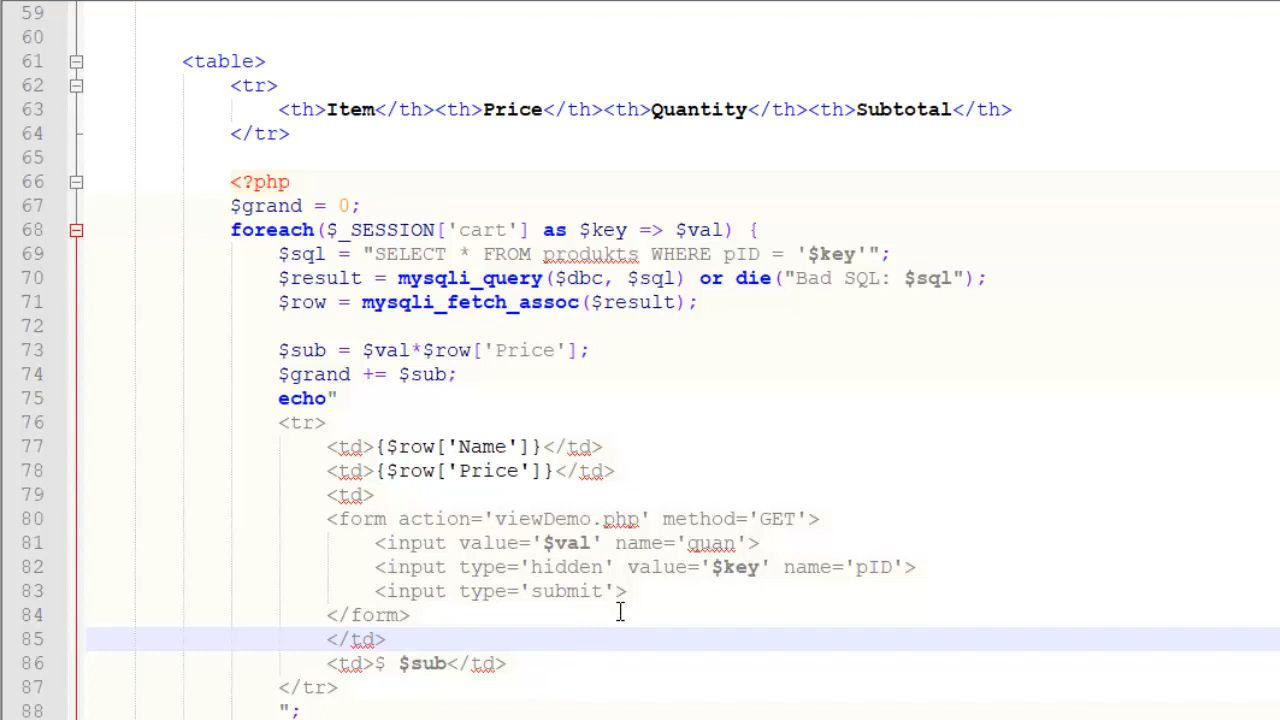 59
60
61 <table>
62 <tr>
63 <th>Item</th><th>Price</th><th>Quantity</th><th>Subtotal</th>
64 </tr>
65
66 <?php
67 $grand = 0;
68 foreach($_SESSION['cart'] as $key => $val) {
69 $sql = "SELECT * FROM produkts WHERE pID = '$key'";
70 $result = mysqli_query($dbc, $sql) or die("Bad SQL: $sql");
71 $row = mysqli_fetch_assoc($result);
72
73 $sub = $val*$row['Price'];
74 $grand += $sub;
75 echo"
76 <tr>
77 <td>{$row['Name']}</td>
78 <td>{$row['Price']}</td>
79 <td>
80 <form action='viewDemo.php' method='GET'>
81 <input value='$val' name='quan'>
82 <input type='hidden' value='$key' name='pID'>
83 <input type='submit'>
84 </form>
85 </td>
86 <td>$ $sub</td>
87 </tr>
88 ";